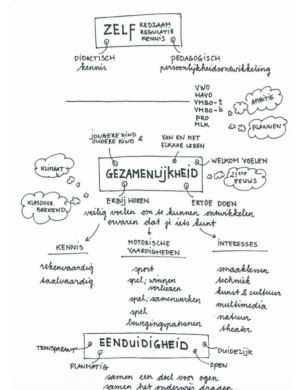 ZELF
REDZAAM
REGULATIE
KENNIS
DIDACTISCH
kennis
PEDAGOGISCH
persoonlijkheidsontwikkeling
VWO
HAVO
VMBO-t
VMBO-b
PRO
MLK
AMBITIE
PLANNEN
JONGERE KIND &
OUDERE KIND
VAN EN MET
ELKAAR LEREN
KLIMAAT
WELKOM VOELEN
GEZAMENLIJKHEID
21STE
EEUWS
KLASDOOR
BREKEND
ERBIJ HOREN
ERTOE DOEN
veilig voelen om te kunnen ontwikkelen
ervaren dat je iets kunt
KENNIS
rekenvaardig
taalvaardig
MOTORISCHE
VAARDIGHEDEN
sport
spel; winnen
verliezen
spel; samenwerken
spel
bewegingspatronen
INTERESSES
smaaklessen
techniek
kunst & cultuur
multimedia
natuur
theater
TRANSPARANT
EENDUIDIGHEID
DUIDELIJK
PLANMATIG
OPEN
samen een doel voor ogen
samen het onderwijs dragen